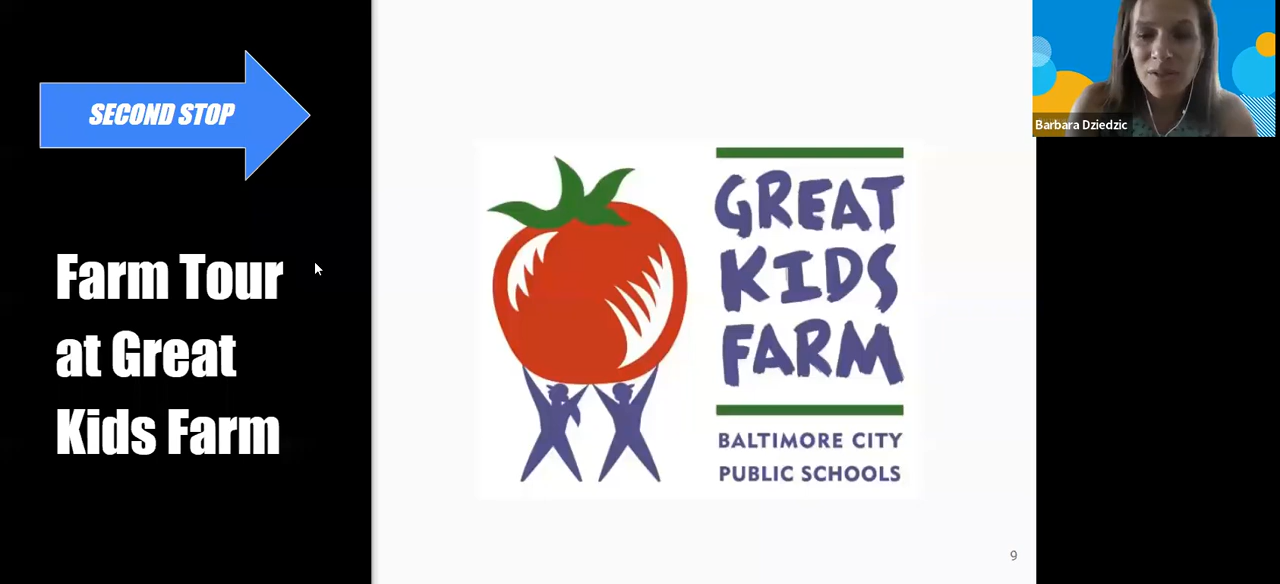 SECOND STOP
Farm Tour
at Great
Kids Farm
GREAT
KIDS
FARM
BALTIMORE CITY
PUBLIC SCHOOLS
Barbara Dziedzic
9